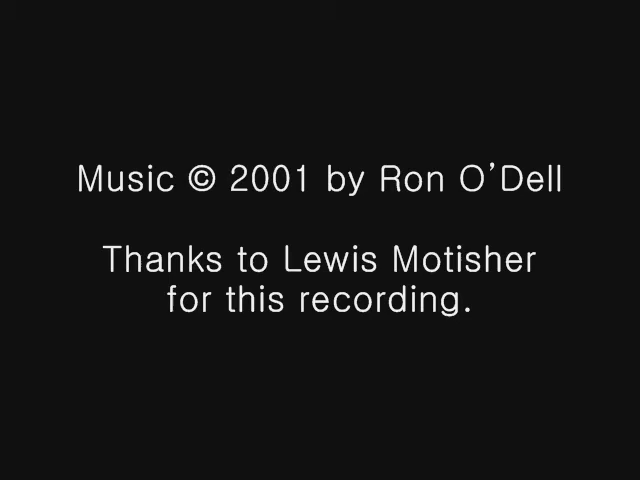 Music © 2001 by Ron O’Dell
Thanks to Lewis Motisher
for this recording.